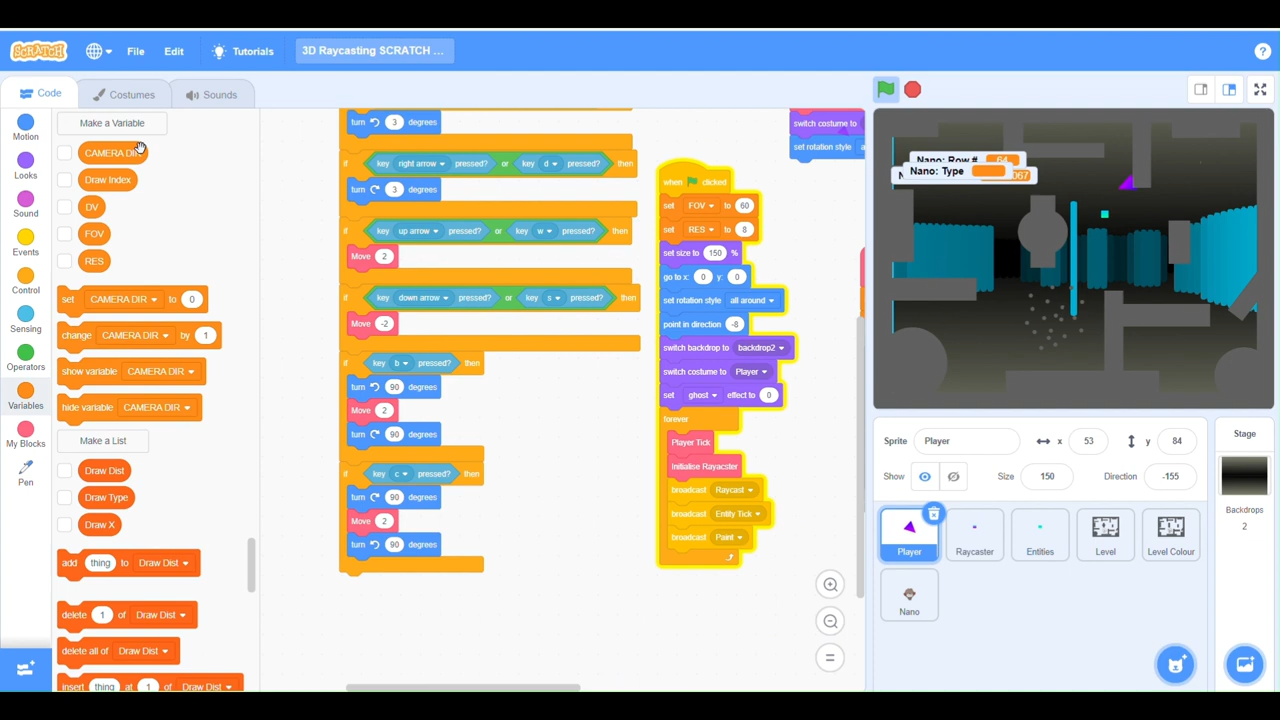 SCRATCH
File
Edit
Tutorials
3D Raycasting SCRATCH ...
?
Code
Costumes
Sounds
Motion
Looks
Sound
Events
Control
Sensing
Operators
Variables
My Blocks
Pen
Make a Variable
CAMERA DIR
Draw Index
DV
FOV
RES
set CAMERA DIR to 0
change CAMERA DIR by 1
show variable CAMERA DIR
hide variable CAMERA DIR
Make a List
Draw Dist
Draw Type
Draw X
add thing to Draw Dist
delete 1 of Draw Dist
delete all of Draw Dist
insert thing at 1 of Draw Dist
turn 3 degrees
if key right arrow pressed? or key d pressed? then
turn 3 degrees
if key up arrow pressed? or key w pressed? then
Move 2
if key down arrow pressed? or key s pressed? then
Move -2
if key b pressed? then
turn 90 degrees
Move 2
turn 90 degrees
if key c pressed? then
turn 90 degrees
Move 2
turn 90 degrees
when clicked
set FOV to 60
set RES to 8
set size to 150 %
go to x: 0 y: 0
set rotation style all around
point in direction -8
switch backdrop to backdrop2
switch costume to Player
set ghost effect to 0
forever
Player Tick
Initialise Rayacster
broadcast Raycast
broadcast Entity Tick
broadcast Paint
switch costume to
set rotation style a
Nano: Row # 64
Nano: Type
067
Sprite Player x 53 y 84
Show Size 150 Direction -155
Player
Raycaster
Entities
Level
Level Colour
Nano
Stage
Backdrops
2